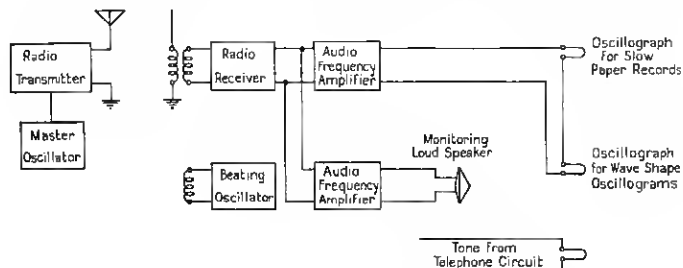 Radio
Transmitter
Master
Oscillator
Radio
Receiver
Audio
Frequency
Amplifier
Oscillograph
for Slow
Paper Records
Beating
Oscillator
Audio
Frequency
Amplifier
Monitoring
Loud Speaker
Oscillograph
for Wave Shape
Oscillograms
Tone from
Telephone Circuit